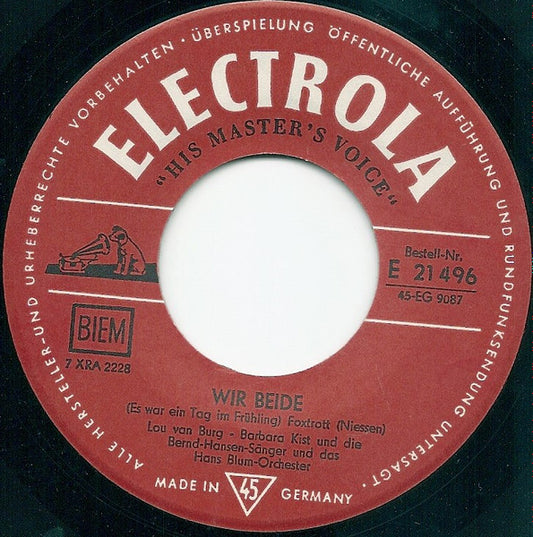 ALLE HERSTELLER-UND URHEBERRECHTE VORBEHALTEN · ÜBERSPIELUNG ÖFFENTLICHE AUFFÜHRUNG UND RUNDFUNKSENDUNG UNTERSAGT ·
ELECTROLA
"HIS MASTER'S VOICE"
Bestell-Nr.
E 21 496
45-EG 9087
BIEM
7 XRA 2228
WIR BEIDE
(Es war ein Tag im Frühling) Foxtrott (Niessen)
Lou van Burg - Barbara Kist und die
Bernd-Hansen-Sänger und das
Hans Blum-Orchester
MADE IN 45 GERMANY